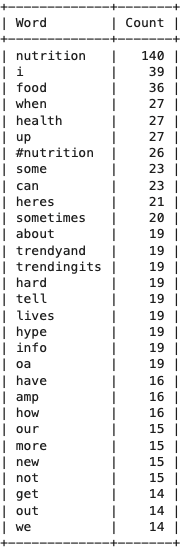 +--------------+-------+
| Word         | Count |
+--------------+-------+
| nutrition    |   140 |
| i            |    39 |
| food         |    36 |
| when         |    27 |
| health       |    27 |
| up           |    27 |
| #nutrition   |    26 |
| some         |    23 |
| can          |    23 |
| heres        |    21 |
| sometimes    |    20 |
| about        |    19 |
| trendyand    |    19 |
| trendingits  |    19 |
| hard         |    19 |
| tell         |    19 |
| lives        |    19 |
| hype         |    19 |
| info         |    19 |
| oa           |    19 |
| have         |    16 |
| amp          |    16 |
| how          |    16 |
| our          |    15 |
| more         |    15 |
| new          |    15 |
| not          |    15 |
| get          |    14 |
| out          |    14 |
| we           |    14 |
+--------------+-------+